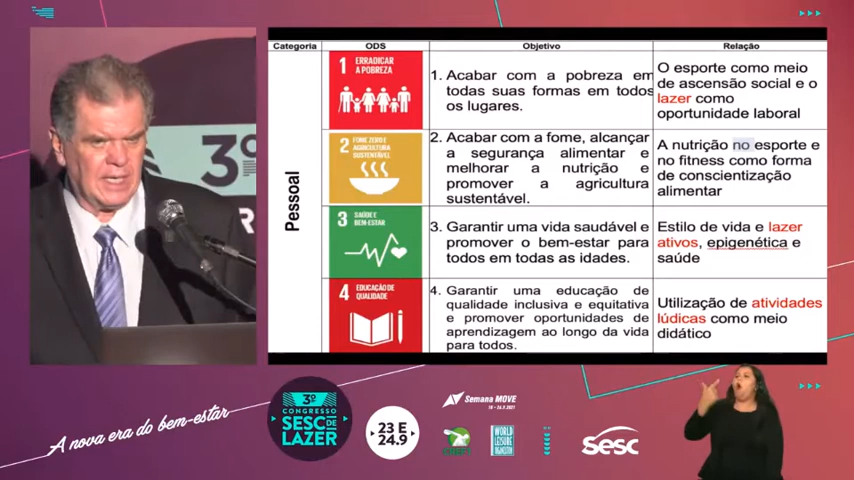 Categoria
ODS
Objetivo
Relação
Pessoal
1 ERRADICAR
A POBREZA
1. Acabar com a pobreza em
todas suas formas em todos
os lugares.
O esporte como meio
de ascensão social e o
lazer como
oportunidade laboral
2 FOME ZERO E
AGRICULTURA
SUSTENTÁVEL
2. Acabar com a fome, alcançar
a segurança alimentar e
melhorar a nutrição e
promover a agricultura
sustentável.
A nutrição no esporte e
no fitness como forma
de conscientização
alimentar
3 SAÚDE E
BEM-ESTAR
3. Garantir uma vida saudável e
promover o bem-estar para
todos em todas as idades.
Estilo de vida e lazer
ativos, epigenética e
saúde
4 EDUCAÇÃO DE
QUALIDADE
4. Garantir uma educação de
qualidade inclusiva e equitativa
e promover oportunidades de
aprendizagem ao longo da vida
para todos.
Utilização de atividades
lúdicas como meio
didático
3º
A nova era do bem-estar
3º
CONGRESSO
SESC DE
LAZER
23 E
24.9
Semana MOVE
WORLD
LEISURE
ORGANIZATION
Sesc